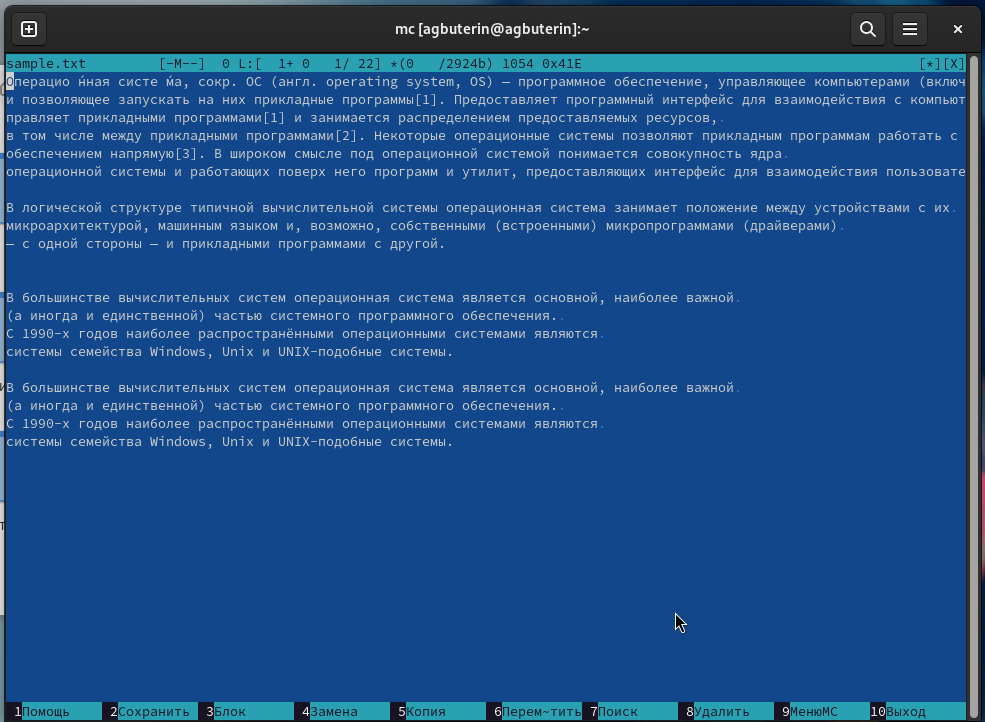 mc [agbuterin@agbuterin]:~
sample.txt [-M--] 0 L:[ 1+ 0 1/ 22] *(0 /2924b) 1054 0x41E [*][X]
Операцио ́нная систе ́ма, сокр. ОС (англ. operating system, OS) — программное обеспечение, управляющее компьютерами (включ
и позволяющее запускать на них прикладные программы[1]. Предоставляет программный интерфейс для взаимодействия с компьют
правляет прикладными программами[1] и занимается распределением предоставляемых ресурсов,.
в том числе между прикладными программами[2]. Некоторые операционные системы позволяют прикладным программам работать с
обеспечением напрямую[3]. В широком смысле под операционной системой понимается совокупность ядра.
операционной системы и работающих поверх него программ и утилит, предоставляющих интерфейс для взаимодействия пользовате
В логической структуре типичной вычислительной системы операционная система занимает положение между устройствами с их.
микроархитектурой, машинным языком и, возможно, собственными (встроенными) микропрограммами (драйверами).
— с одной стороны — и прикладными программами с другой.
В большинстве вычислительных систем операционная система является основной, наиболее важной.
(а иногда и единственной) частью системного программного обеспечения..
С 1990-х годов наиболее распространёнными операционными системами являются.
системы семейства Windows, Unix и UNIX-подобные системы.
В большинстве вычислительных систем операционная система является основной, наиболее важной.
(а иногда и единственной) частью системного программного обеспечения..
С 1990-х годов наиболее распространёнными операционными системами являются.
системы семейства Windows, Unix и UNIX-подобные системы.
1Помощь 2Сохранить 3Блок 4Замена 5Копия 6Перем~тить 7Поиск 8Удалить 9МенюMC 10Выход